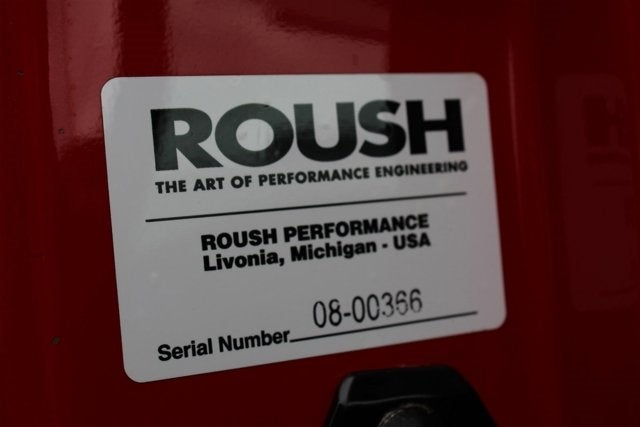 ROUSH
THE ART OF PERFORMANCE ENGINEERING
ROUSH PERFORMANCE
Livonia, Michigan - USA
08-00366
Serial Number